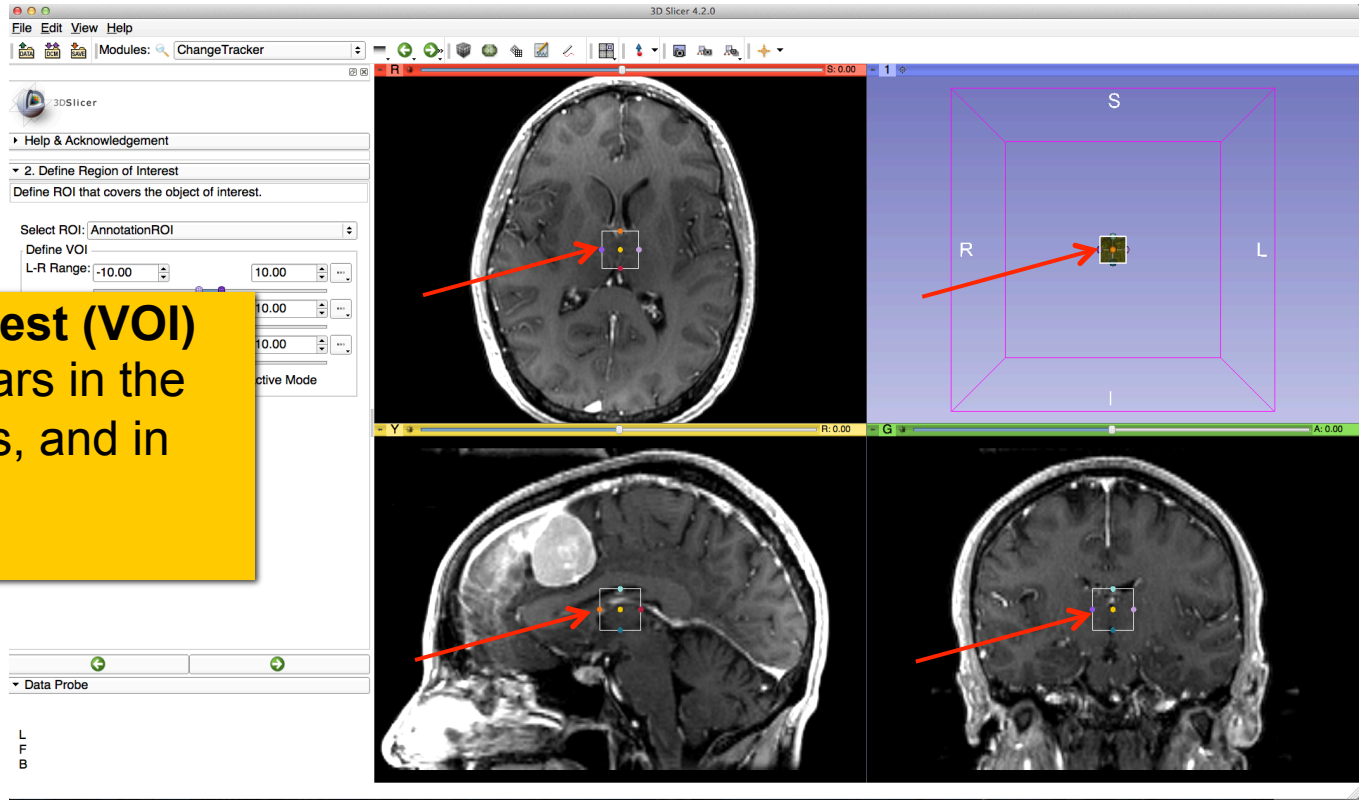 3D Slicer 4.2.0
File Edit View Help
DATA DCM SAVE Modules: ChangeTracker
3DSlicer
Help & Acknowledgement
2. Define Region of Interest
Define ROI that covers the object of interest.
Select ROI: AnnotationROI
Define VOI
L-R Range: -10.00 10.00
10.00
10.00
ctive Mode
est (VOI)
ars in the
s, and in
Data Probe
L
F
B
R S: 0.00
1
S
R
L
I
Y R: 0.00
G A: 0.00